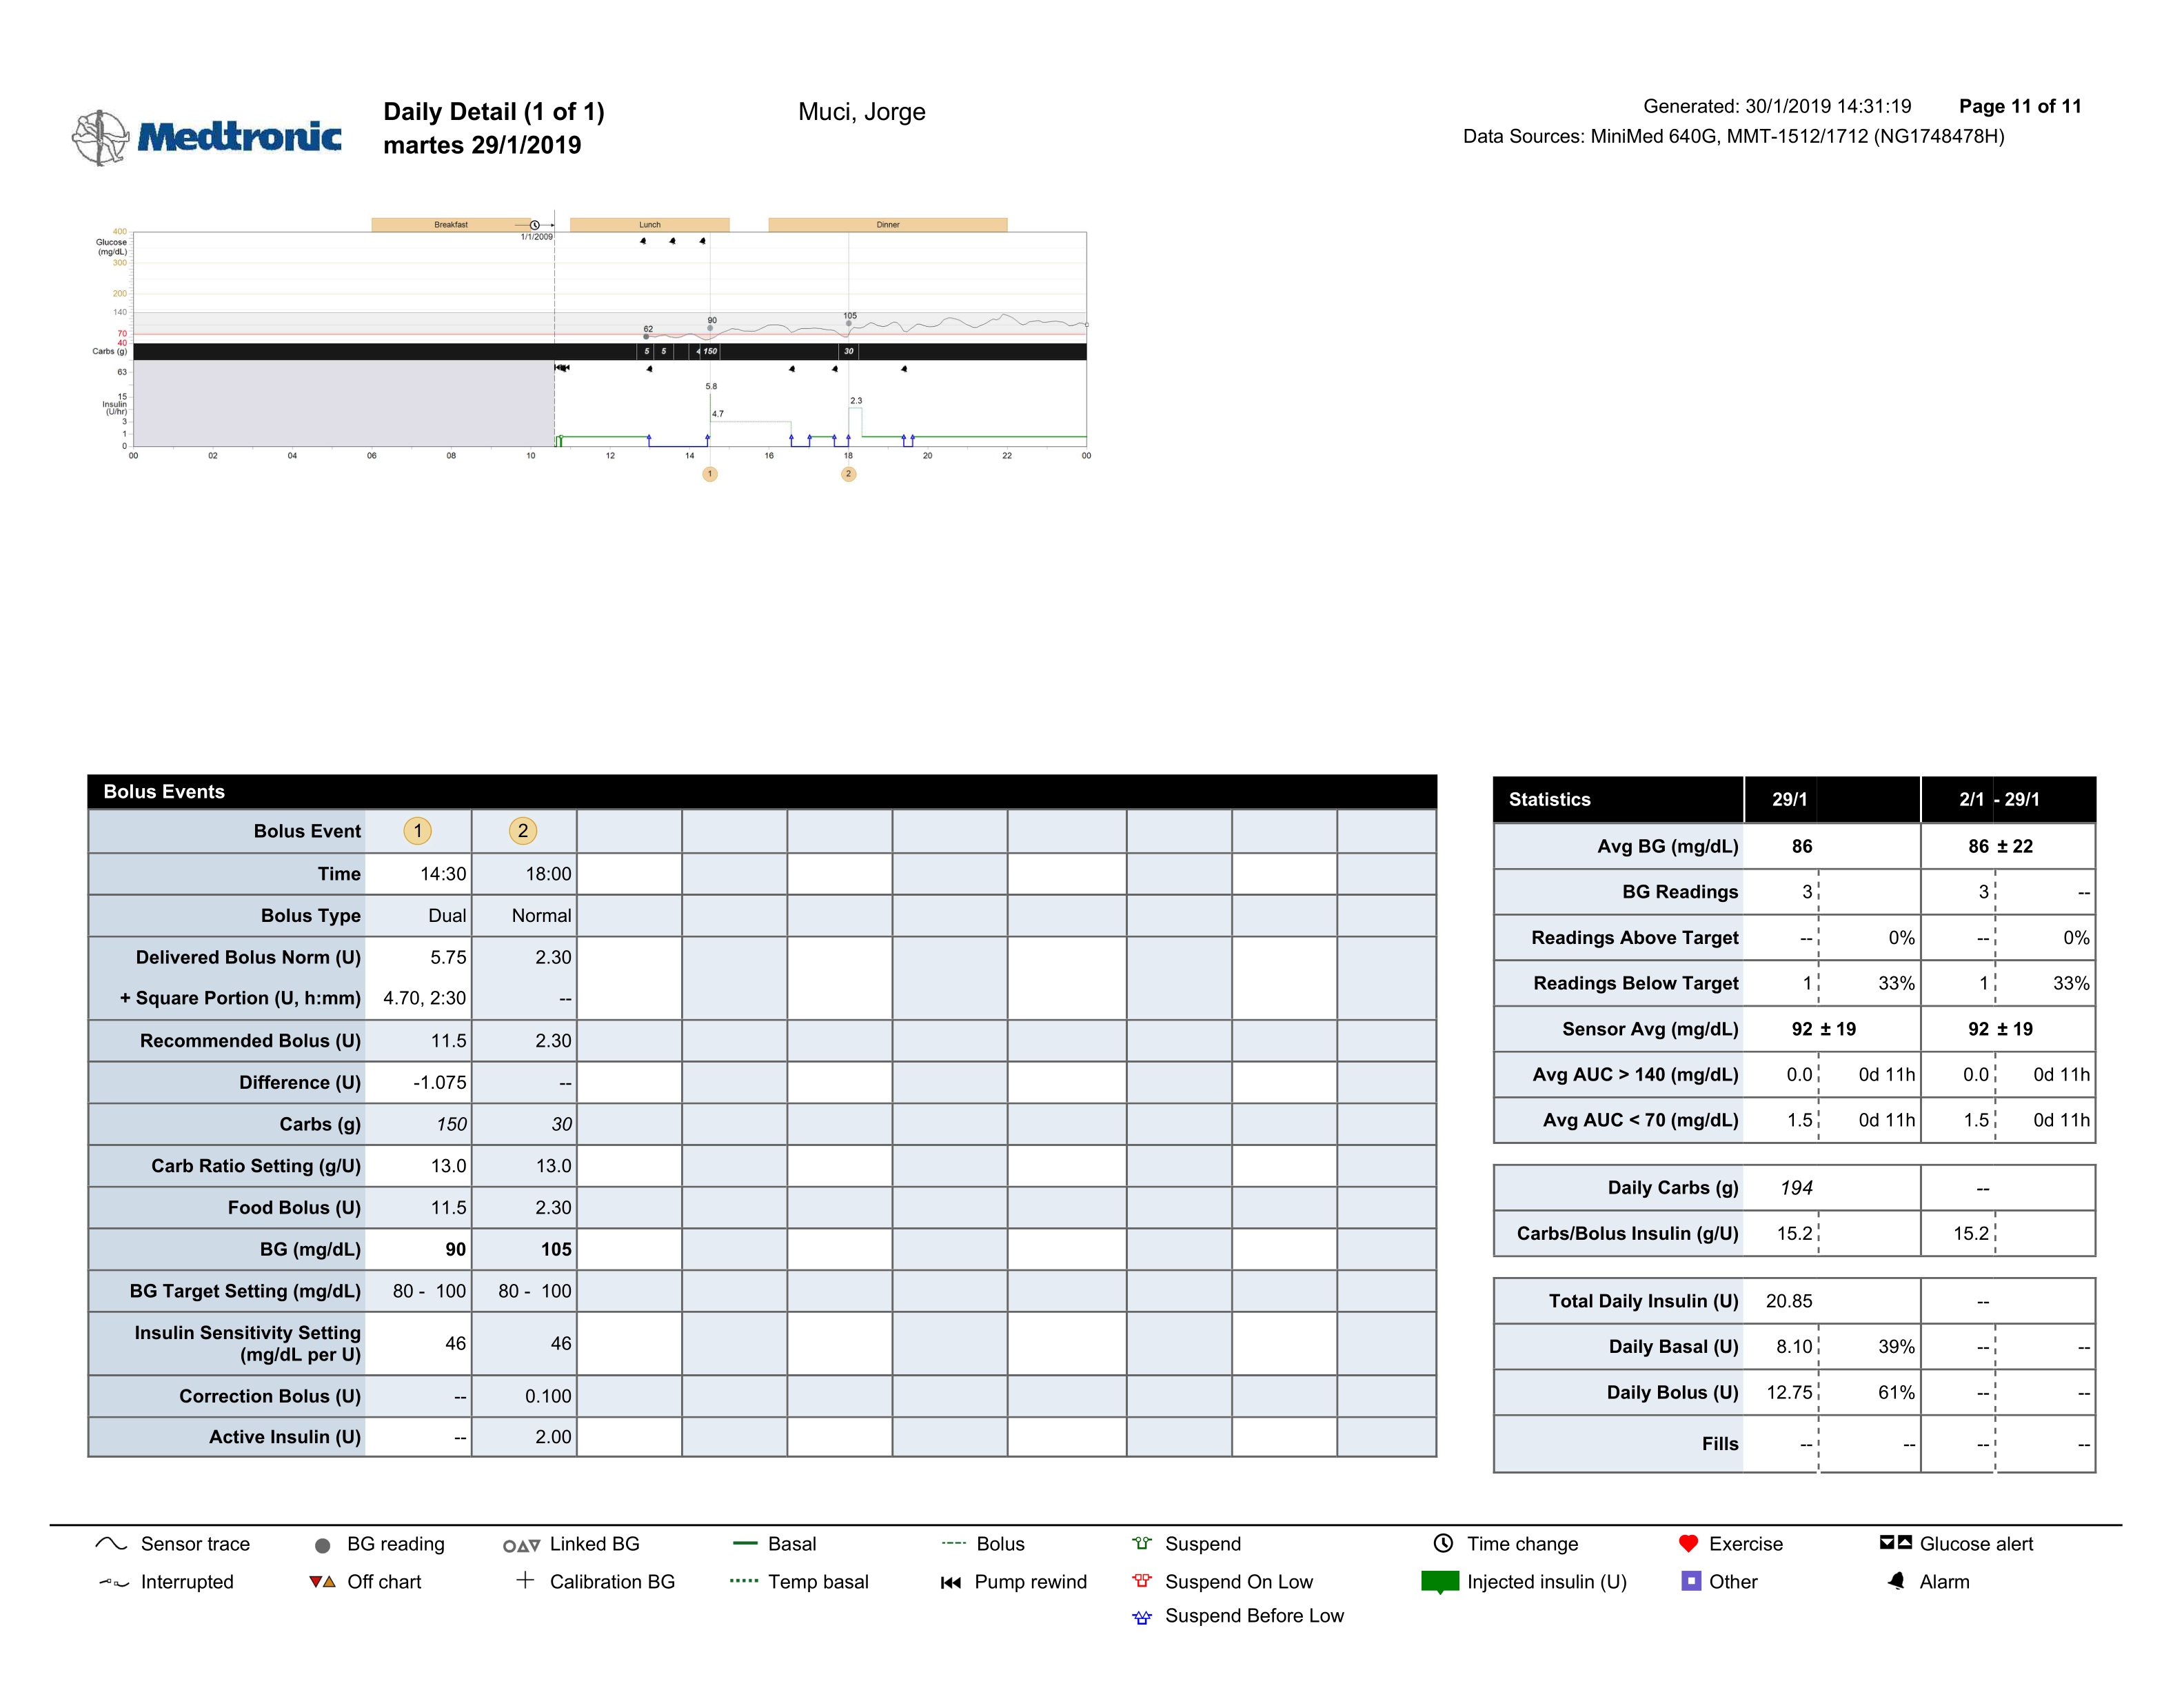 Medtronic
Daily Detail (1 of 1)
martes 29/1/2019
Muci, Jorge
Generated: 30/1/2019 14:31:19 Page 11 of 11
Data Sources: MiniMed 640G, MMT-1512/1712 (NG1748478H)
Breakfast Lunch Dinner
1/1/2009
400
Glucose
(mg/dL)
300
200
140
70
40
62 90 105
Carbs (g) 5 5 4 150 30
63
15
Insulin
(U/hr)
3
1
0
5.8
4.7
2.3
00 02 04 06 08 10 12 14 16 18 20 22 00
1 2
Bolus Events
Bolus Event 1 2
Time 14:30 18:00
Bolus Type Dual Normal
Delivered Bolus Norm (U) 5.75 2.30
+ Square Portion (U, h:mm) 4.70, 2:30 --
Recommended Bolus (U) 11.5 2.30
Difference (U) -1.075 --
Carbs (g) 150 30
Carb Ratio Setting (g/U) 13.0 13.0
Food Bolus (U) 11.5 2.30
BG (mg/dL) 90 105
BG Target Setting (mg/dL) 80 - 100 80 - 100
Insulin Sensitivity Setting
(mg/dL per U) 46 46
Correction Bolus (U) -- 0.100
Active Insulin (U) -- 2.00
Statistics 29/1 2/1 - 29/1
Avg BG (mg/dL) 86 86 ± 22
BG Readings 3 3 --
Readings Above Target -- 0% -- 0%
Readings Below Target 1 33% 1 33%
Sensor Avg (mg/dL) 92 ± 19 92 ± 19
Avg AUC > 140 (mg/dL) 0.0 0d 11h 0.0 0d 11h
Avg AUC < 70 (mg/dL) 1.5 0d 11h 1.5 0d 11h
Daily Carbs (g) 194 --
Carbs/Bolus Insulin (g/U) 15.2 15.2
Total Daily Insulin (U) 20.85 --
Daily Basal (U) 8.10 39% -- --
Daily Bolus (U) 12.75 61% -- --
Fills -- -- -- --
Sensor trace BG reading Linked BG Basal Bolus Suspend Time change Exercise Glucose alert
Interrupted Off chart Calibration BG Temp basal Pump rewind Suspend On Low Injected insulin (U) Other Alarm
Suspend Before Low